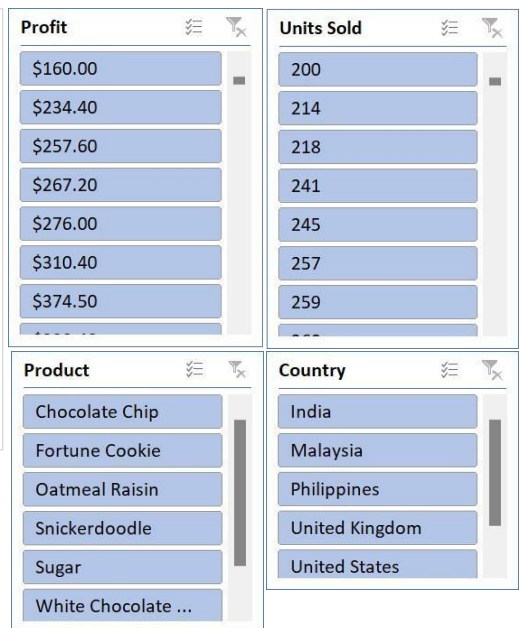 Profit
$160.00
$234.40
$257.60
$267.20
$276.00
$310.40
$374.50
Units Sold
200
214
218
241
245
257
259
Product
Chocolate Chip
Fortune Cookie
Oatmeal Raisin
Snickerdoodle
Sugar
White Chocolate ...
Country
India
Malaysia
Philippines
United Kingdom
United States